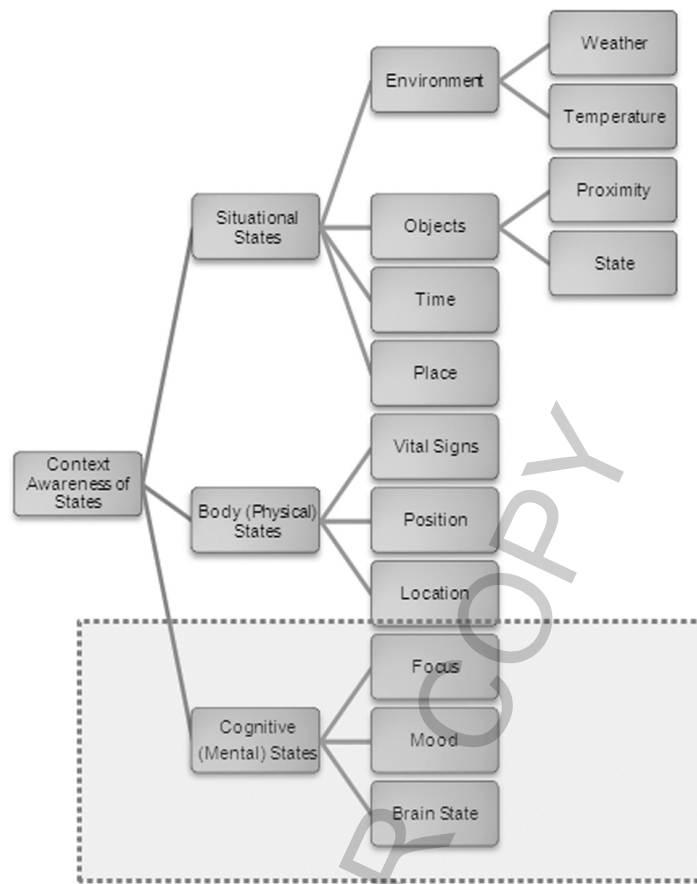 Weather
Environment
Temperature
Proximity
Situational
States
Objects
State
Time
Place
Vital Signs
Context
Awareness of
States
Body (Physical)
States
Position
Location
Focus
Cognitive
(Mental) States
Mood
Brain State
R COPY